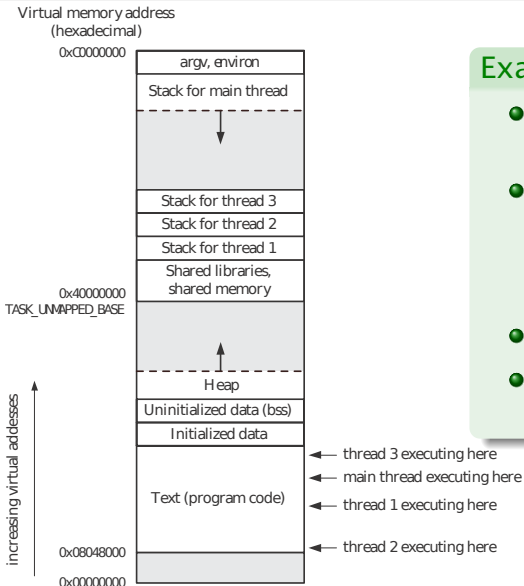 Virtual memory address
(hexadecimal)
0xC0000000
argv, environ
Stack for main thread
Stack for thread 3
Stack for thread 2
Stack for thread 1
Shared libraries,
shared memory
0x40000000
TASK_UNMAPPED_BASE
Heap
Uninitialized data (bss)
Initialized data
Text (program code)
thread 3 executing here
main thread executing here
thread 1 executing here
thread 2 executing here
0x08048000
0x00000000
increasing virtual addesses
Exa